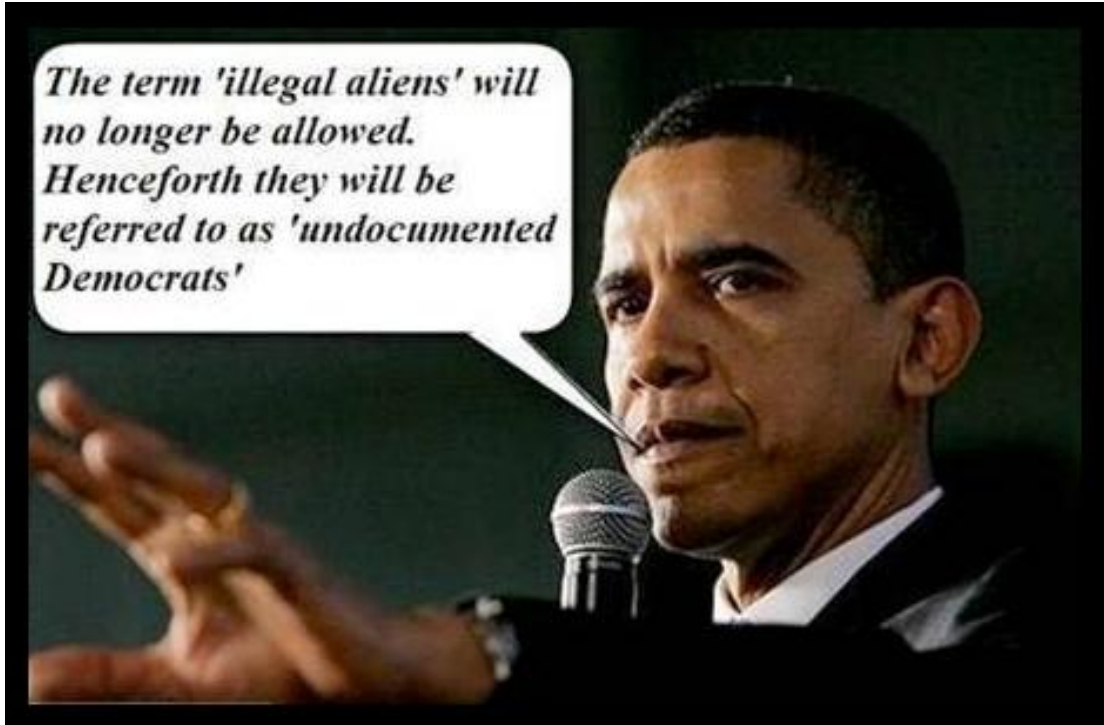 The term 'illegal aliens' will
no longer be allowed.
Henceforth they will be
referred to as 'undocumented
Democrats'